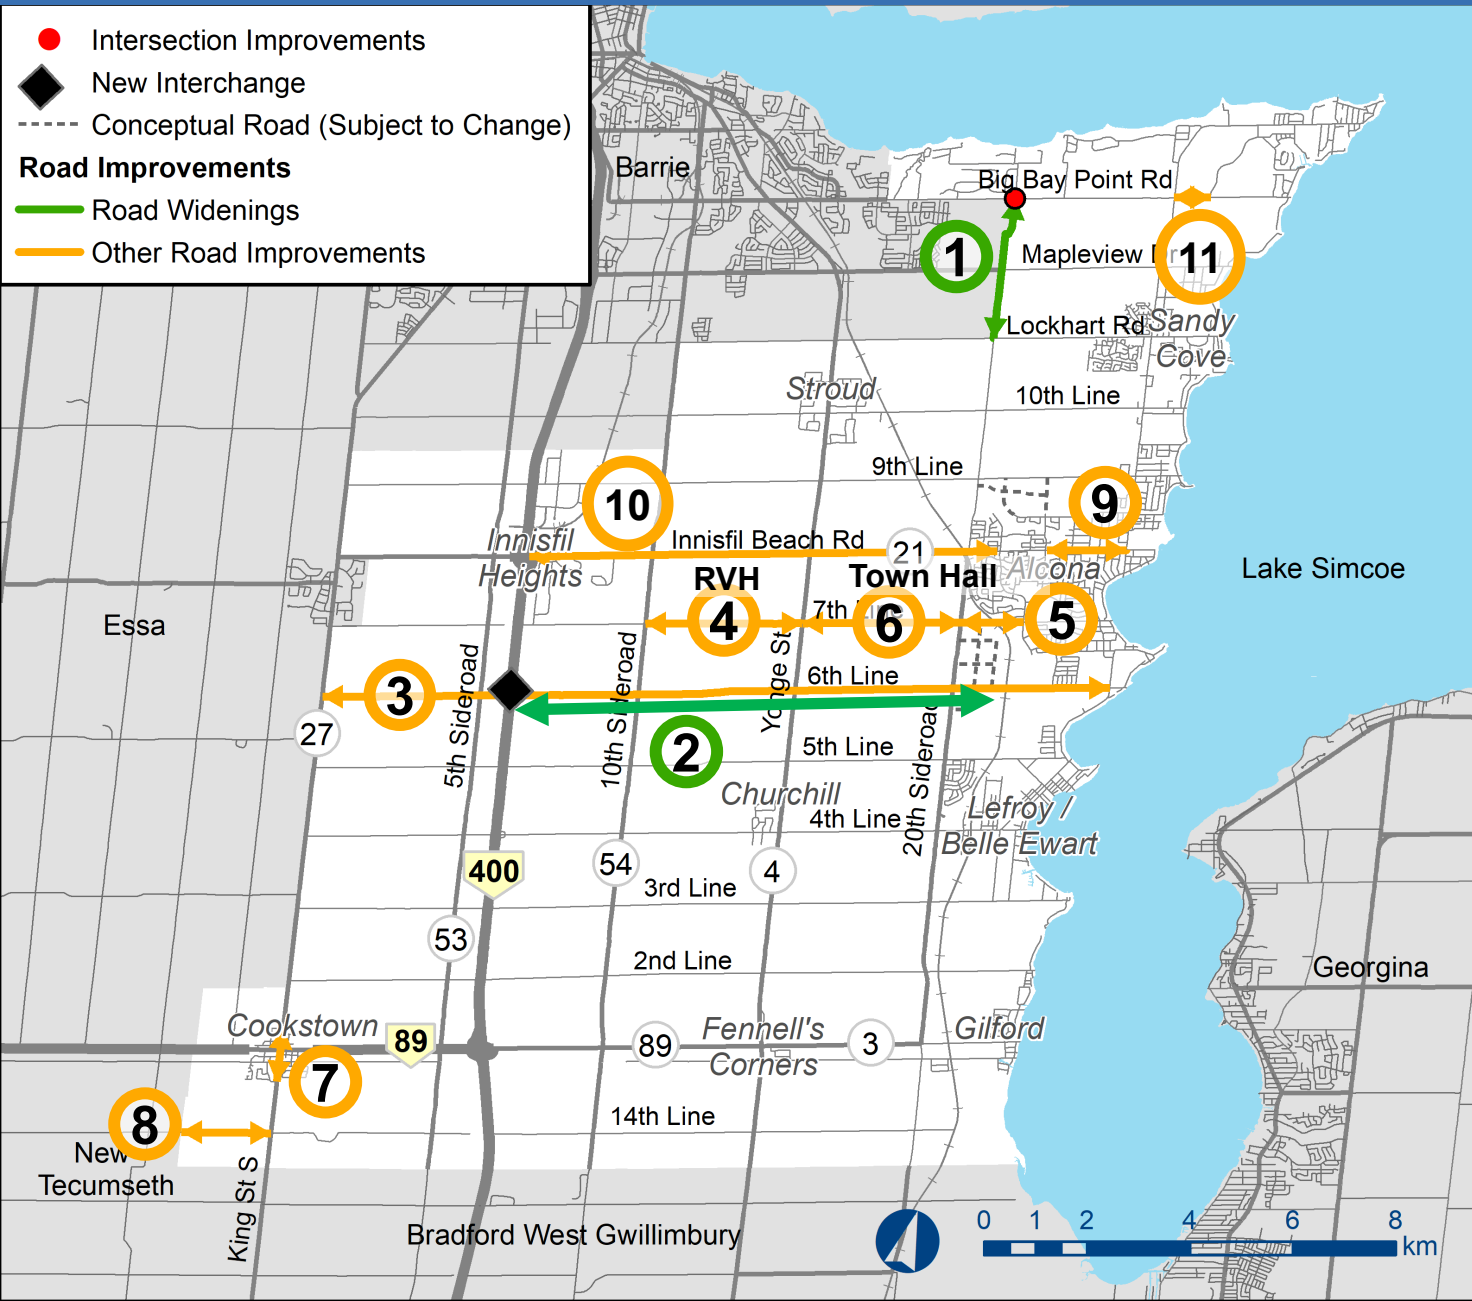 Intersection Improvements
New Interchange
Conceptual Road (Subject to Change)
Road Improvements
Road Widenings
Other Road Improvements
Barrie
Big Bay Point Rd
1
Mapleview Dr
11
Lockhart Rd
Sandy
Cove
Stroud
10th Line
9th Line
10
9
Innisfil
Heights
Innisfil Beach Rd
21
Alcona
Lake Simcoe
RVH
Town Hall
Essa
4
7th Line
6
5
3
6th Line
27
5th Sideroad
10th Sideroad
Yonge St
20th Sideroad
2
5th Line
Churchill
4th Line
Lefroy /
Belle Ewart
400
54
4
3rd Line
53
2nd Line
Georgina
Cookstown
89
89
Fennell's
Corners
3
Gilford
7
8
14th Line
New
Tecumseth
King St S
Bradford West Gwillimbury
0 1 2 4 6 8
km